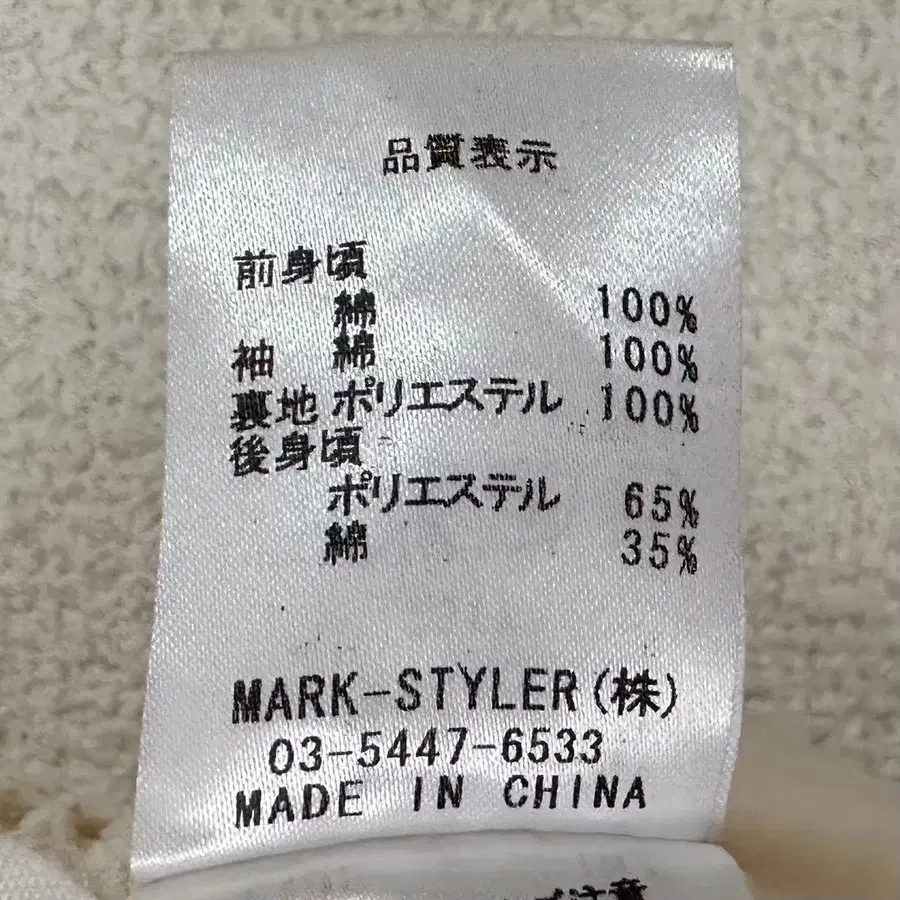 品質表示
前身頃
綿 100%
袖 綿 100%
裏地 ポリエステル 100%
後身頃
ポリエステル 65%
綿 35%
MARK-STYLER(株)
03-5447-6533
MADE IN CHINA
注意